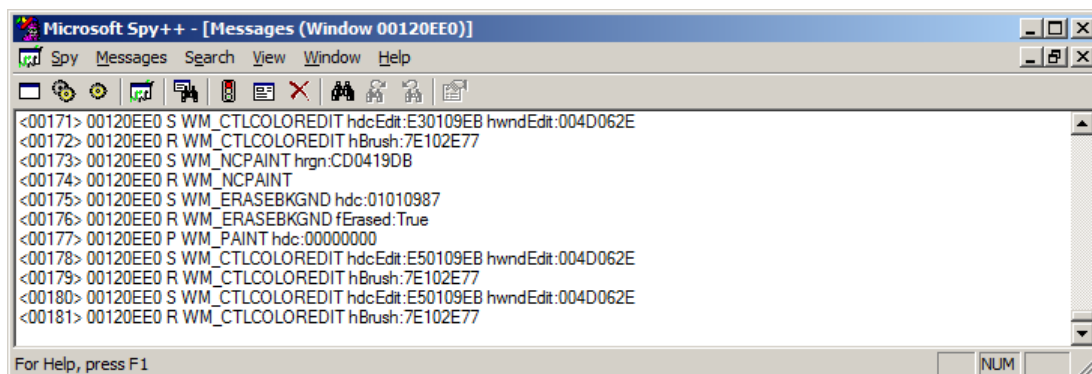 Microsoft Spy++ - [Messages (Window 00120EE0)]
Spy Messages Search View Window Help
<00171> 00120EE0 S WM_CTLCOLOREDIT hdcEdit:E30109EB hwndEdit:004D062E
<00172> 00120EE0 R WM_CTLCOLOREDIT hBrush:7E102E77
<00173> 00120EE0 S WM_NCPAINT hrgn:CD0419DB
<00174> 00120EE0 R WM_NCPAINT
<00175> 00120EE0 S WM_ERASEBKGND hdc:01010987
<00176> 00120EE0 R WM_ERASEBKGND fErased:True
<00177> 00120EE0 P WM_PAINT hdc:00000000
<00178> 00120EE0 S WM_CTLCOLOREDIT hdcEdit:E50109EB hwndEdit:004D062E
<00179> 00120EE0 R WM_CTLCOLOREDIT hBrush:7E102E77
<00180> 00120EE0 S WM_CTLCOLOREDIT hdcEdit:E50109EB hwndEdit:004D062E
<00181> 00120EE0 R WM_CTLCOLOREDIT hBrush:7E102E77
For Help, press F1 NUM